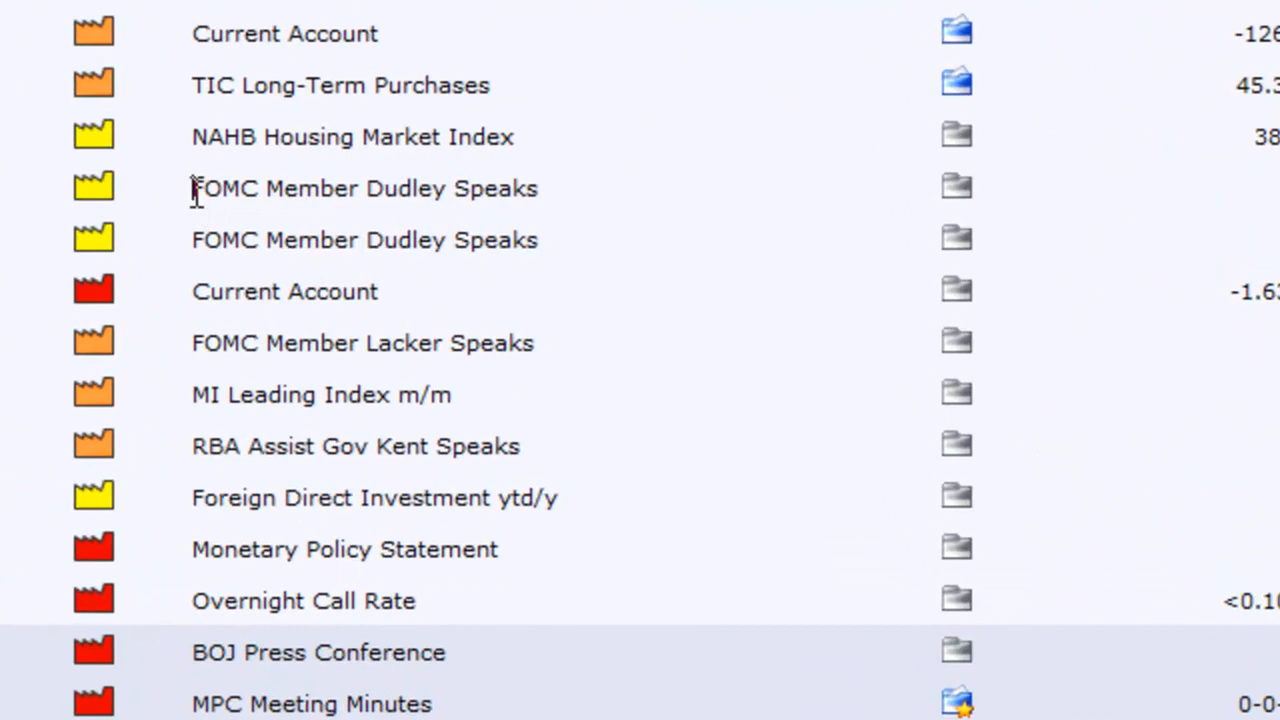 Current Account -126
TIC Long-Term Purchases 45.3
NAHB Housing Market Index 38
FOMC Member Dudley Speaks
FOMC Member Dudley Speaks
Current Account -1.63
FOMC Member Lacker Speaks
MI Leading Index m/m
RBA Assist Gov Kent Speaks
Foreign Direct Investment ytd/y
Monetary Policy Statement
Overnight Call Rate <0.10
BOJ Press Conference
MPC Meeting Minutes 0-0-